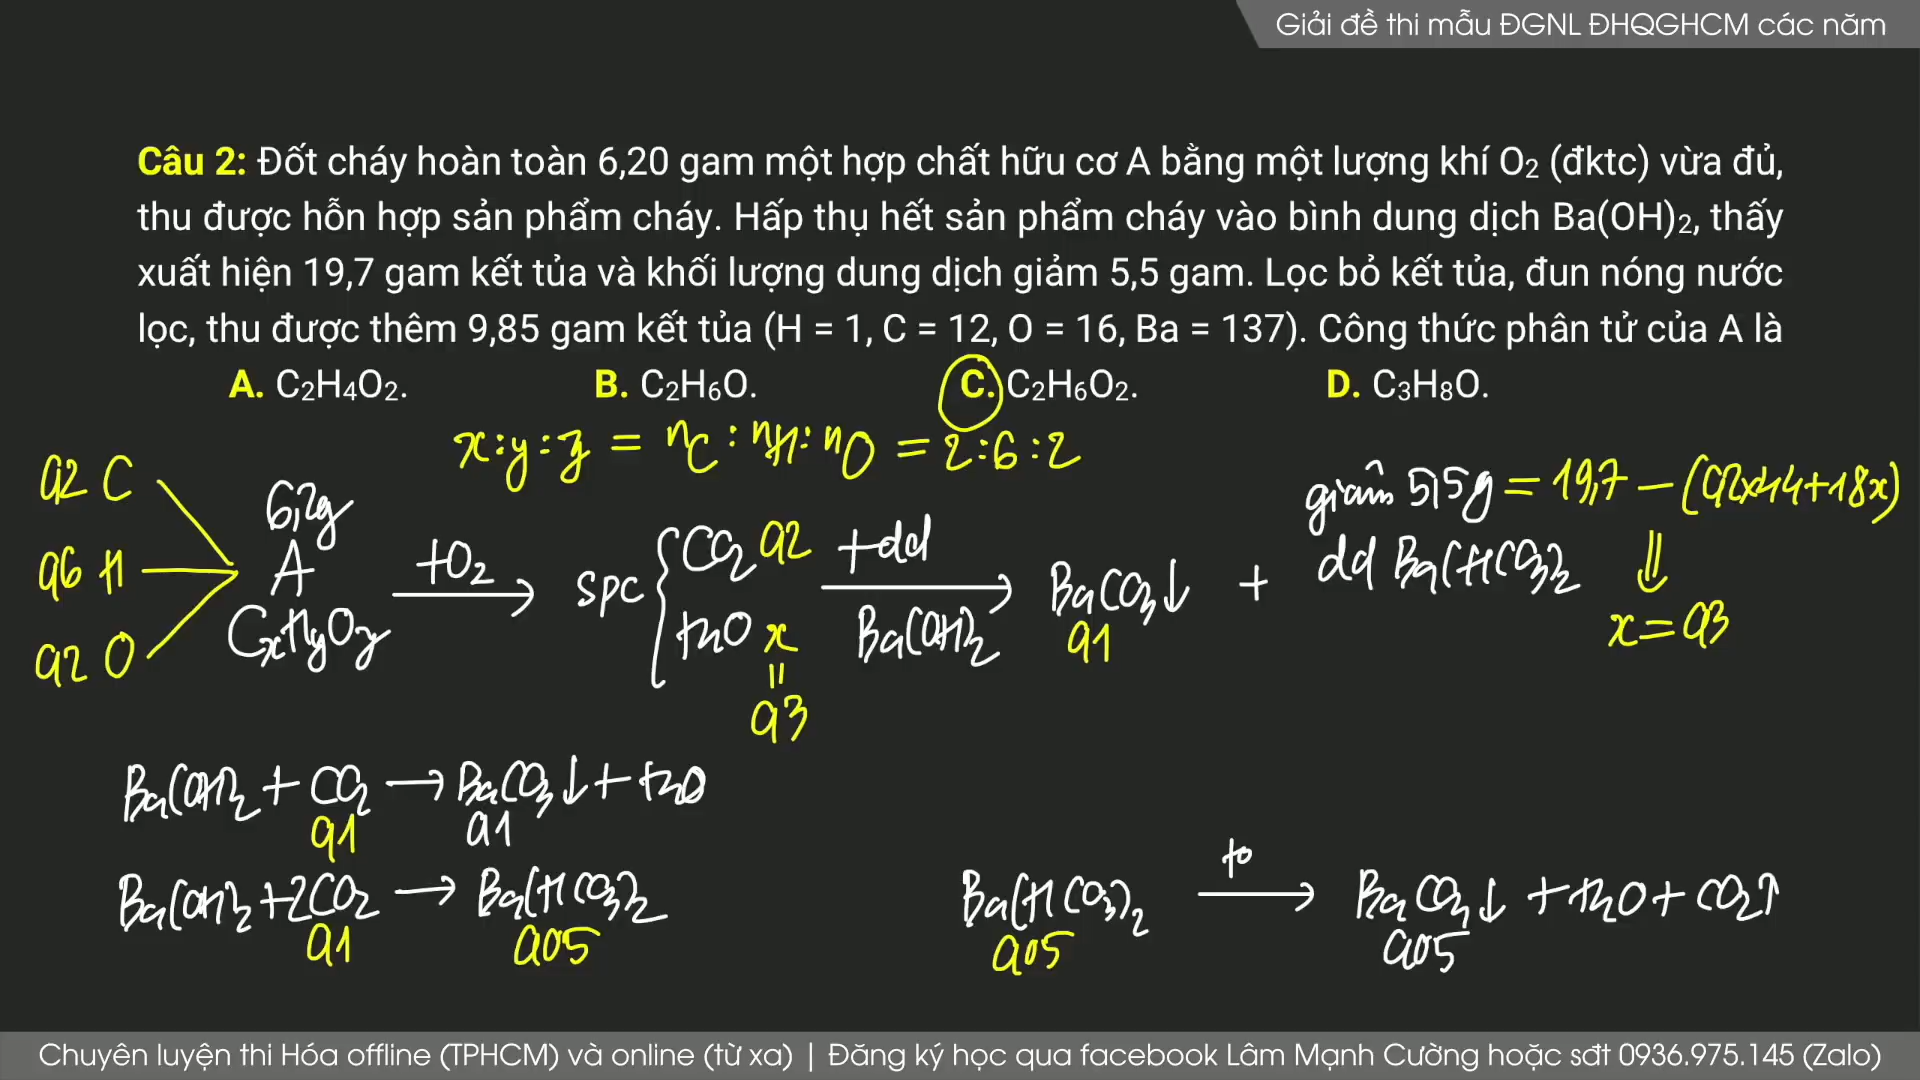 Giải đề thi mẫu ĐGNL ĐHQGHCM các năm
Câu 2: Đốt cháy hoàn toàn 6,20 gam một hợp chất hữu cơ A bằng một lượng khí O₂ (đktc) vừa đủ,
thu được hỗn hợp sản phẩm cháy. Hấp thụ hết sản phẩm cháy vào bình dung dịch Ba(OH)₂, thấy
xuất hiện 19,7 gam kết tủa và khối lượng dung dịch giảm 5,5 gam. Lọc bỏ kết tủa, đun nóng nước
lọc, thu được thêm 9,85 gam kết tủa (H = 1, C = 12, O = 16, Ba = 137). Công thức phân tử của A là
A. C₂H₄O₂. B. C₂H₆O. C. C₂H₆O₂. D. C₃H₈O.
x:y:z = nC : nH : nO = 2:6:2
0,2 C
0,6 H
0,2 O
6,2g
A
CxHyOz
+O₂
spc
CO₂ 0,2
H₂O x
=
0,3
+dd
Ba(OH)₂
BaCO₃↓
0,1
+
giảm 5,5g = 19,7 – (0,2x44+18x)
dd Ba(HCO₃)₂
⇓
x = 0,3
Ba(OH)₂ + CO₂ → BaCO₃↓ + H₂O
0,1 0,1
Ba(OH)₂ + 2CO₂ → Ba(HCO₃)₂
0,1 0,05
Ba(HCO₃)₂ →
t⁰
BaCO₃↓ + H₂O + CO₂↑
0,05 0,05
Chuyên luyện thi Hóa offline (TPHCM) và online (từ xa) | Đăng ký học qua facebook Lâm Mạnh Cường hoặc sđt 0936.975.145 (Zalo)